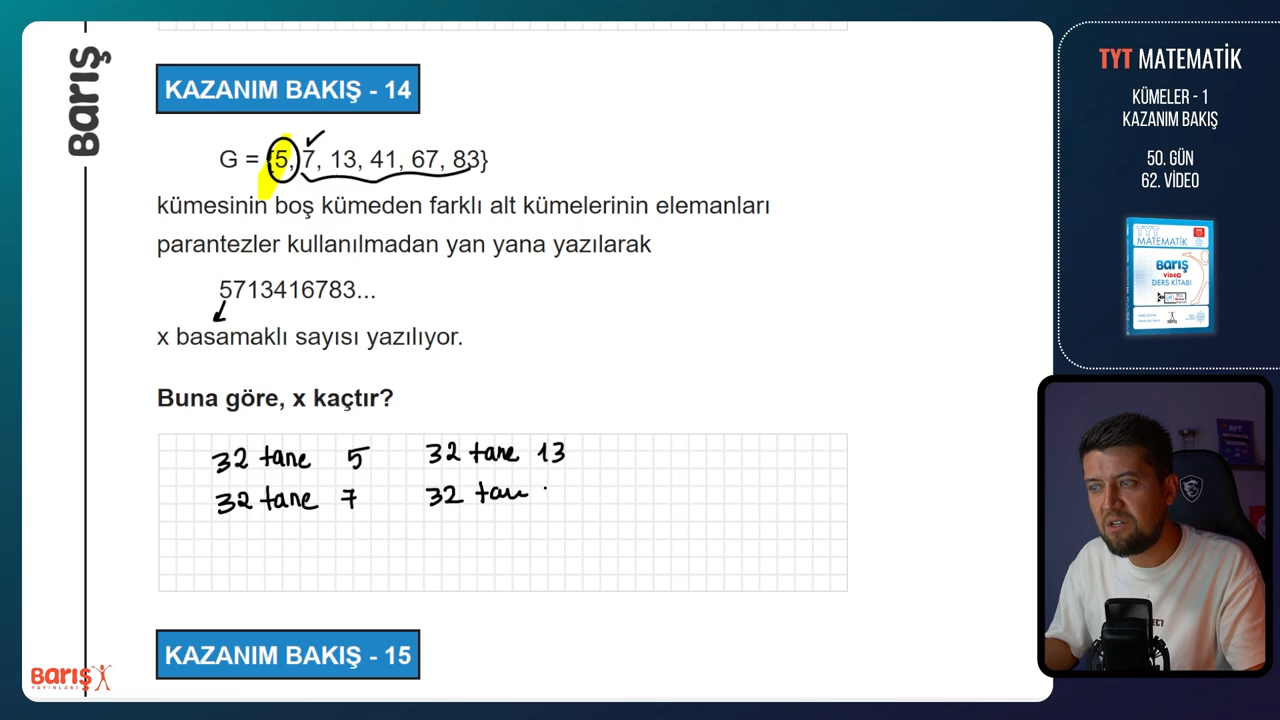 Barış
KAZANIM BAKIŞ - 14
G = {5, 7, 13, 41, 67, 83}
kümesinin boş kümeden farklı alt kümelerinin elemanları
parantezler kullanılmadan yan yana yazılarak
5713416783...
x basamaklı sayısı yazılıyor.
Buna göre, x kaçtır?
32 tane 5
32 tane 7
32 tane 13
32 tan
KAZANIM BAKIŞ - 15
BARIŞ
YAYINLARI
TYT MATEMATİK
KÜMELER - 1
KAZANIM BAKIŞ
50. GÜN
62. VİDEO
TYT
MATEMATİK
BARIŞ
VİDEO
DERS KİTABI